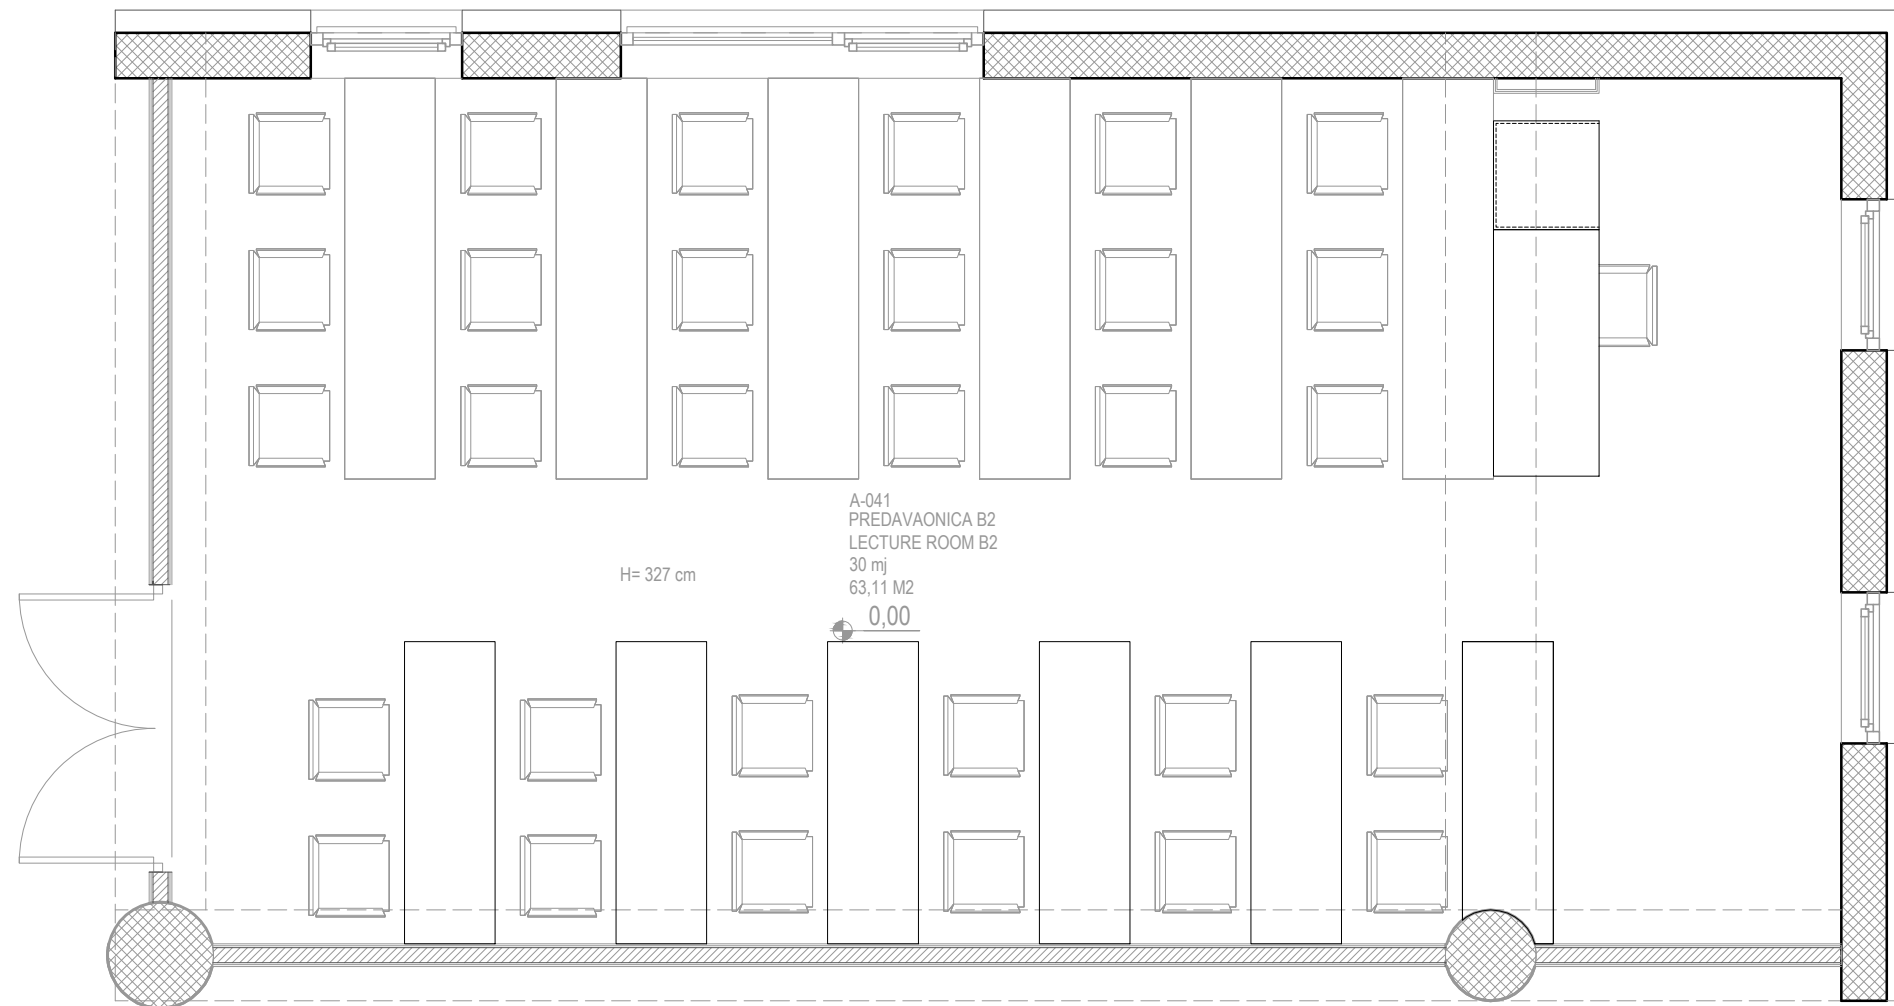 A-041
PREDAVAONICA B2
LECTURE ROOM B2
30 mj
63,11 M2
H= 327 cm
0,00